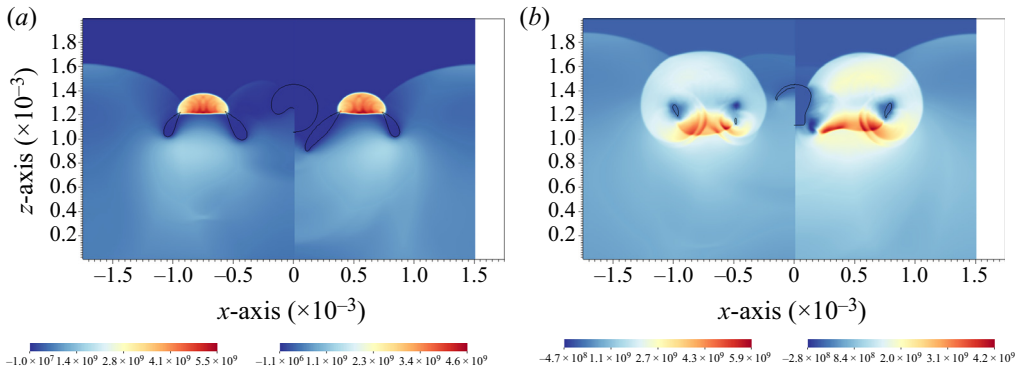 (a)
(b)
z-axis (×10⁻³)
1.8
1.6
1.4
1.2
1.0
0.8
0.6
0.4
0.2
−1.5 −1.0 −0.5 0 0.5 1.0 1.5
x-axis (×10⁻³)
−1.0 × 10⁷ 1.4 × 10⁹ 2.8 × 10⁹ 4.1 × 10⁹ 5.5 × 10⁹
−1.1 × 10⁶ 1.1 × 10⁹ 2.3 × 10⁹ 3.4 × 10⁹ 4.6 × 10⁹
1.8
1.6
1.4
1.2
1.0
0.8
0.6
0.4
0.2
−1.5 −1.0 −0.5 0 0.5 1.0 1.5
x-axis (×10⁻³)
−4.7 × 10⁸ 1.1 × 10⁹ 2.7 × 10⁹ 4.3 × 10⁹ 5.9 × 10⁹
−2.8 × 10⁸ 8.4 × 10⁸ 2.0 × 10⁹ 3.1 × 10⁹ 4.2 × 10⁹